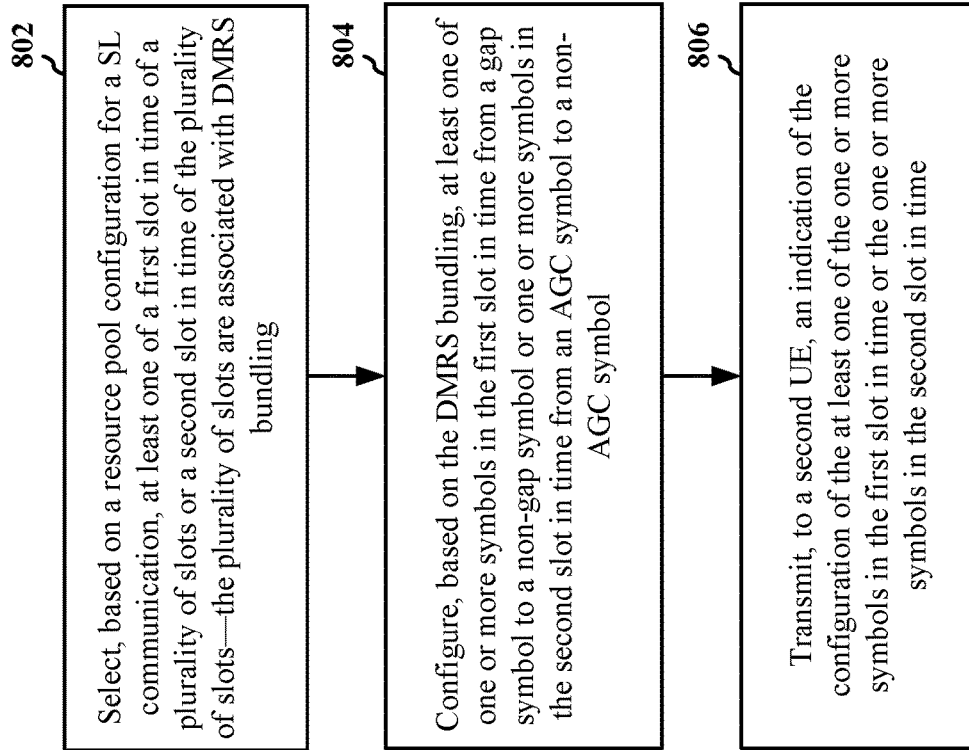 802
Select, based on a resource pool configuration for a SL
communication, at least one of a first slot in time of a
plurality of slots or a second slot in time of the plurality
of slots—the plurality of slots are associated with DMRS
bundling
804
Configure, based on the DMRS bundling, at least one of
one or more symbols in the first slot in time from a gap
symbol to a non-gap symbol or one or more symbols in
the second slot in time from an AGC symbol to a non-
AGC symbol
806
Transmit, to a second UE, an indication of the
configuration of the at least one of the one or more
symbols in the first slot in time or the one or more
symbols in the second slot in time